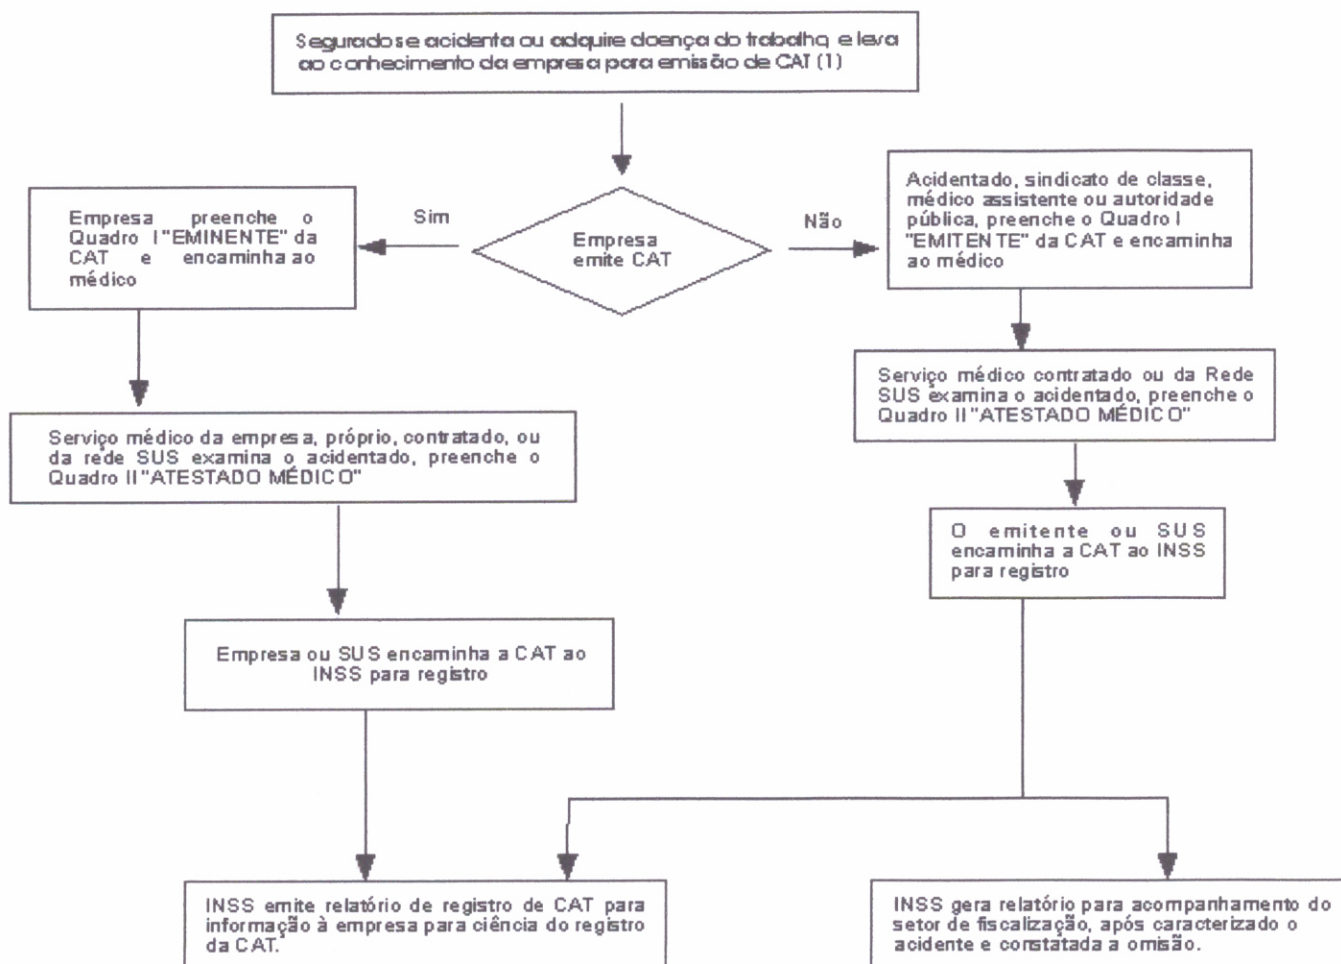 Segurado se acidenta ou adquire doença do trabalho, e leva
ao conhecimento da empresa para emissão de CAT (1)
Empresa preenche o
Quadro I "EMINENTE" da
CAT e encaminha ao
médico
Sim
Empresa
emite CAT
Não
Acidentado, sindicato de classe,
médico assistente ou autoridade
pública, preenche o Quadro I
"EMITENTE" da CAT e encaminha
ao médico
Serviço médico da empresa, próprio, contratado, ou
da rede SUS examina o acidentado, preenche o
Quadro II "ATESTADO MÉDICO"
Serviço médico contratado ou da Rede
SUS examina o acidentado, preenche o
Quadro II "ATESTADO MÉDICO"
O emitente ou SUS
encaminha a CAT ao INSS
para registro
Empresa ou SUS encaminha a CAT ao
INSS para registro
INSS emite relatório de registro de CAT para
informação à empresa para ciência do registro
da CAT.
INSS gera relatório para acompanhamento do
setor de fiscalização, após caracterizado o
acidente e constatada a omissão.